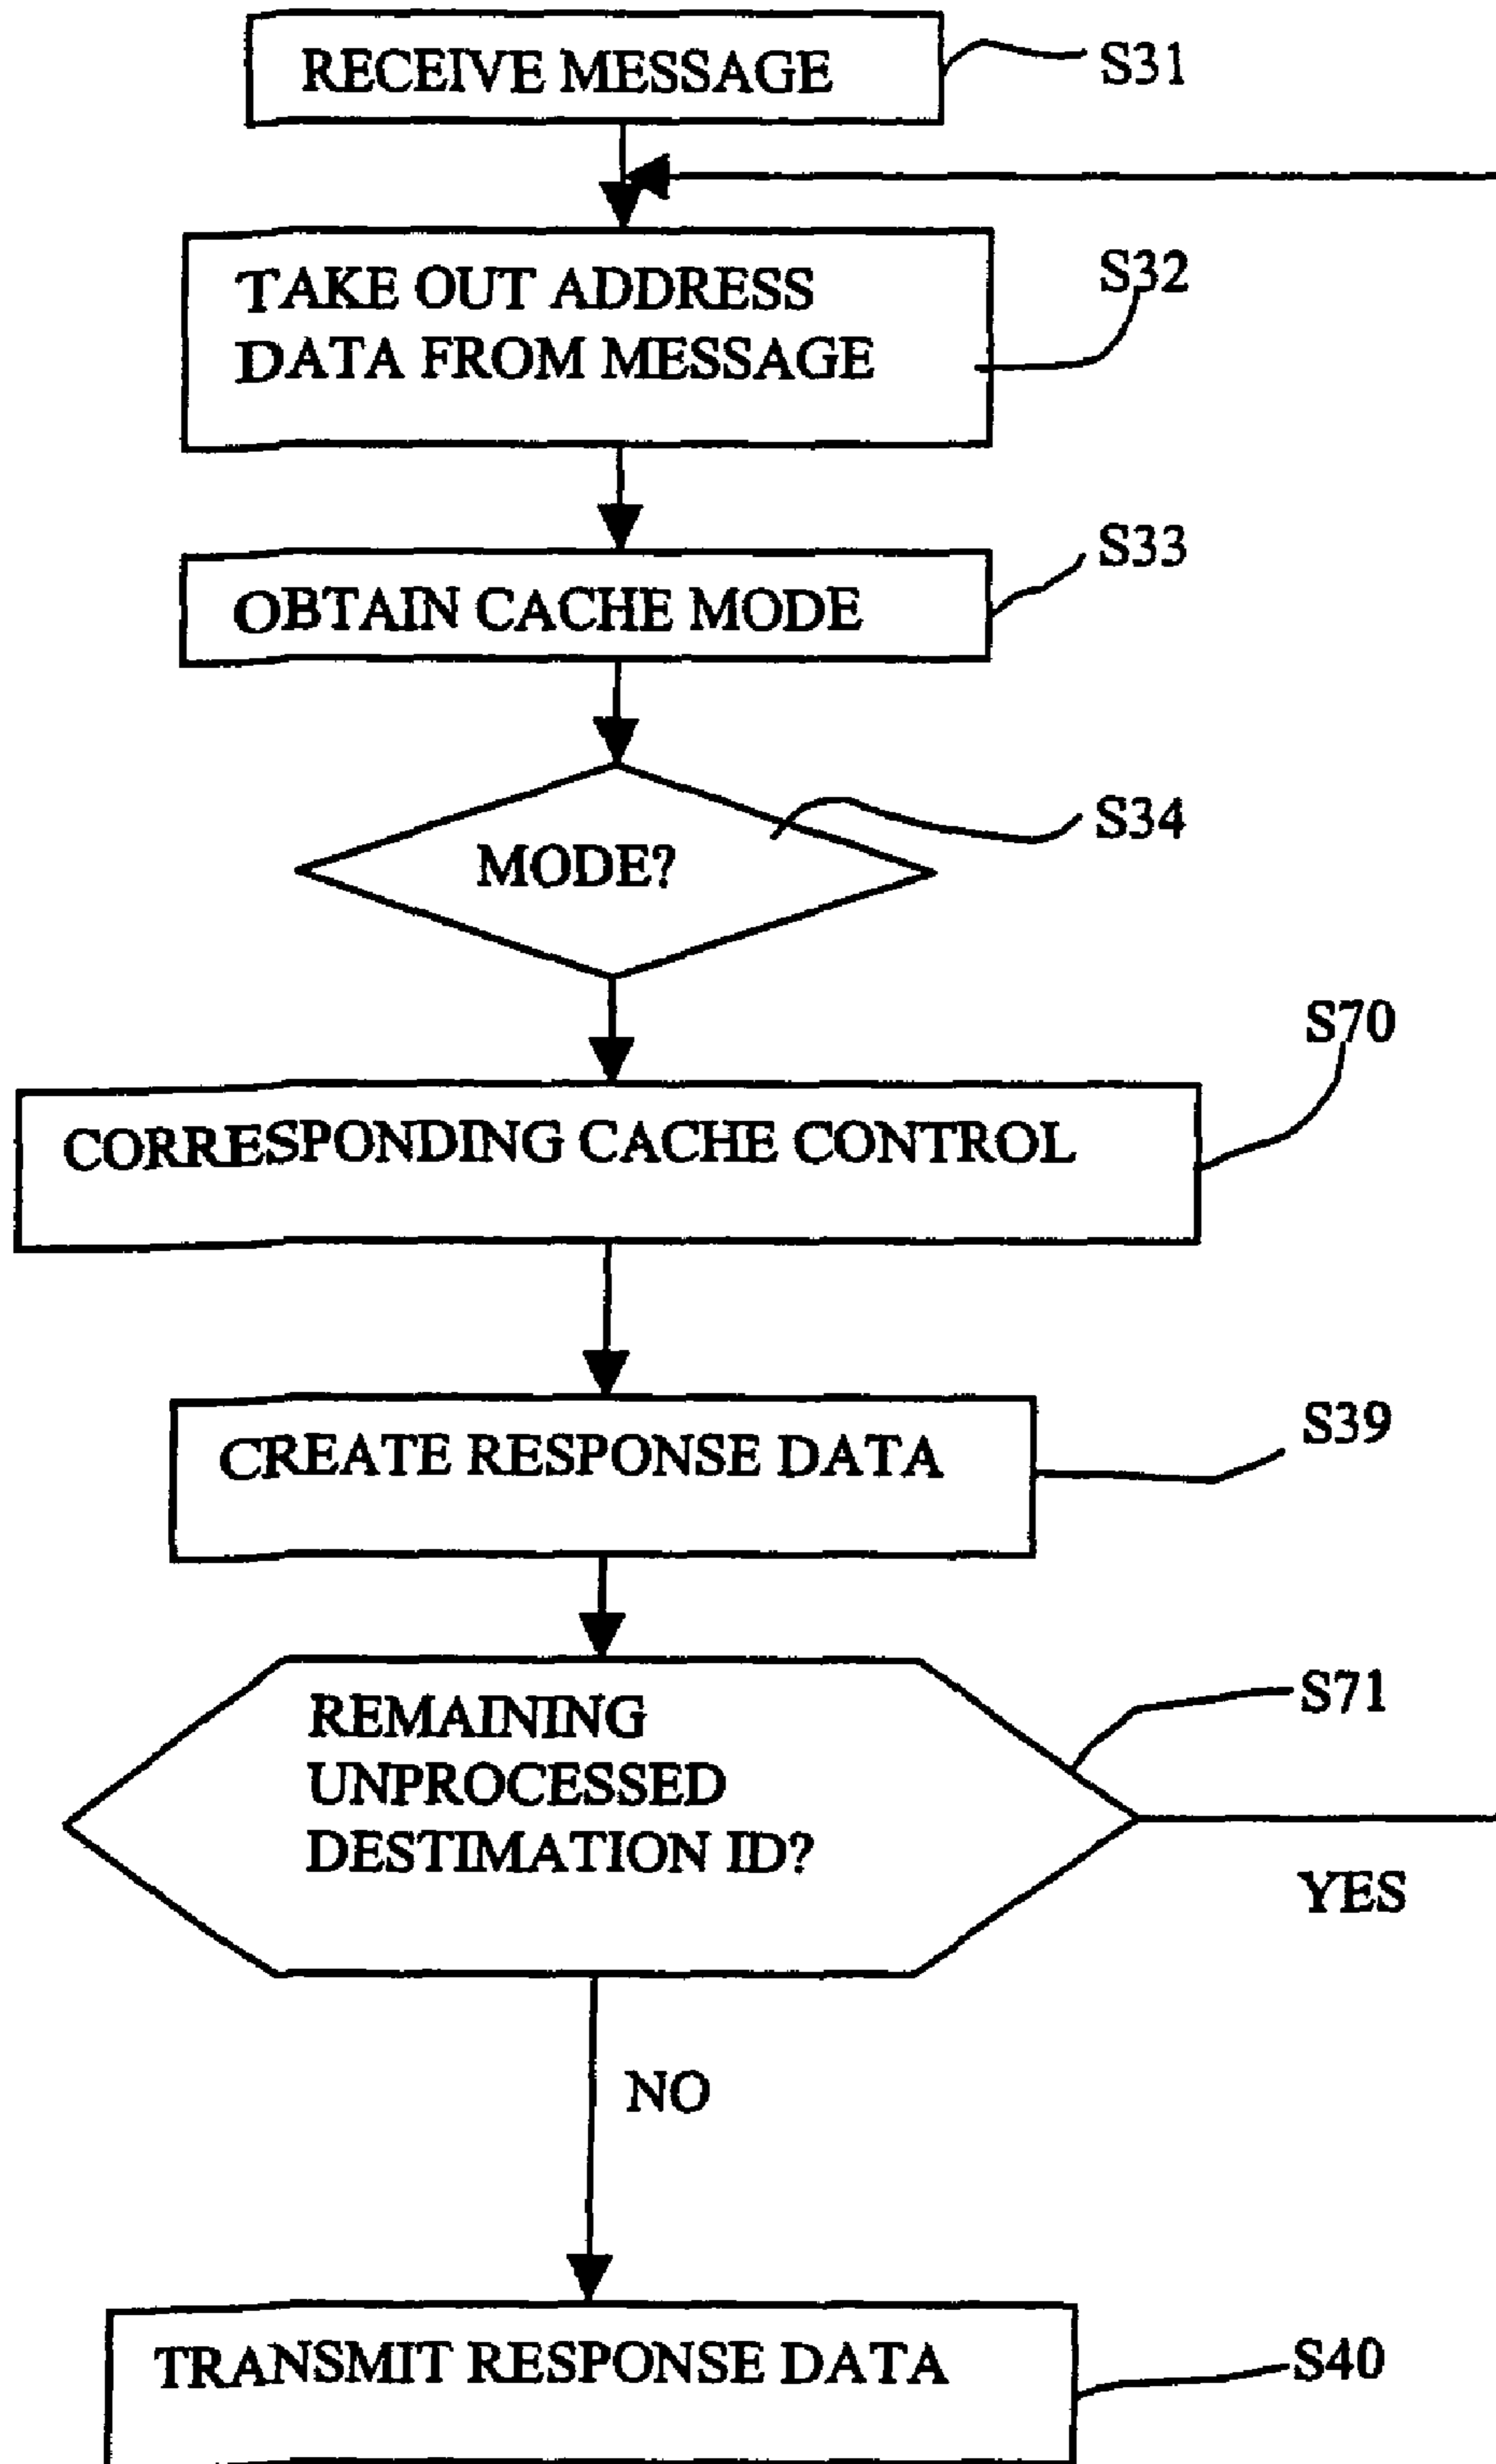 RECEIVE MESSAGE
S31
TAKE OUT ADDRESS
DATA FROM MESSAGE
S32
OBTAIN CACHE MODE
S33
MODE?
S34
CORRESPONDING CACHE CONTROL
S70
CREATE RESPONSE DATA
S39
REMAINING
UNPROCESSED
DESTIMATION ID?
S71
YES
NO
TRANSMIT RESPONSE DATA
S40